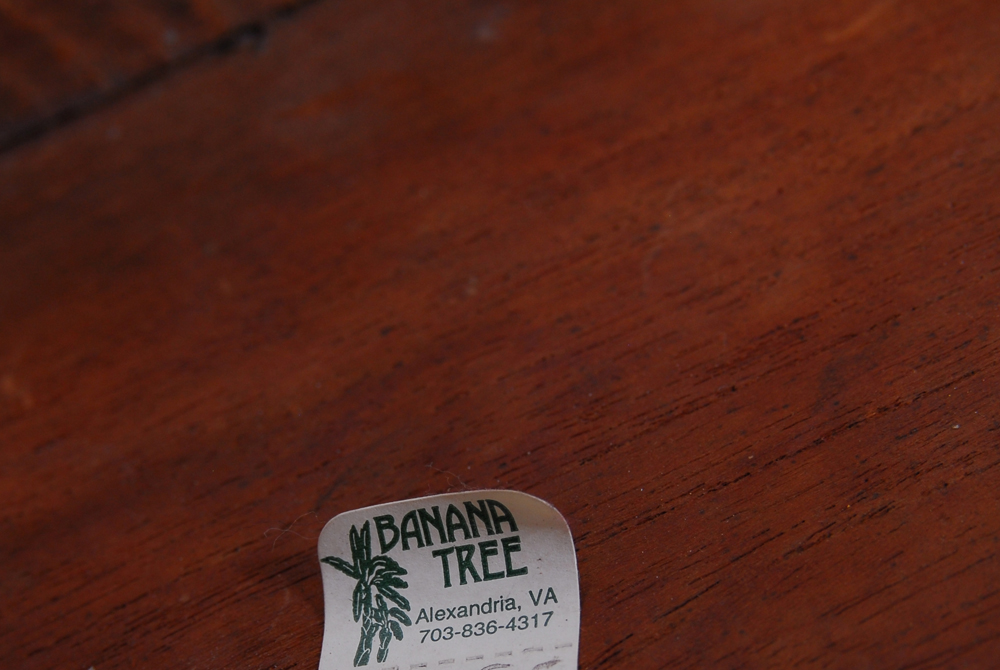 BANANA
TREE
Alexandria, VA
703-836-4317